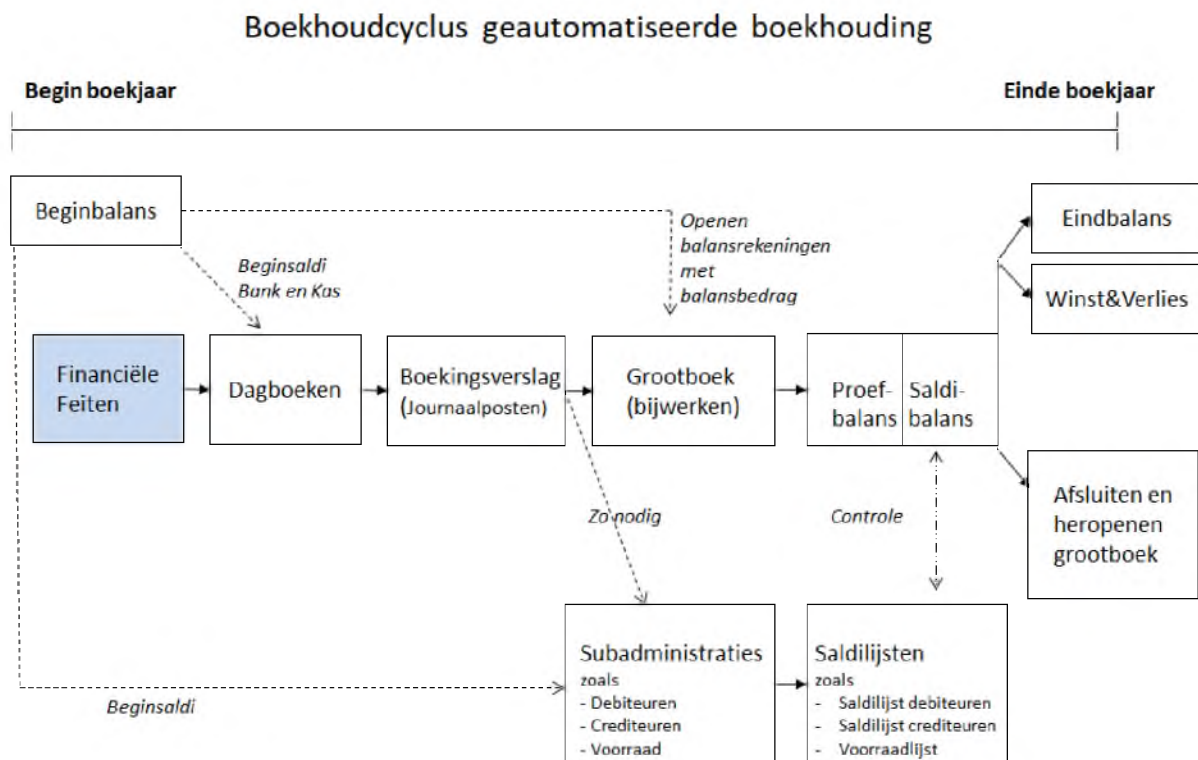 Boekhoudcyclus geautomatiseerde boekhouding
Begin boekjaar
Einde boekjaar
Beginbalans
Beginsaldi
Bank en Kas
Openen
balansrekeningen
met
balansbedrag
Eindbalans
Winst&Verlies
Financiële
Feiten
Dagboeken
Boekingsverslag
(Journaalposten)
Grootboek
(bijwerken)
Proef-
balans
Saldi-
balans
Zo nodig
Controle
Afsluiten en
heropenen
grootboek
Beginsaldi
Subadministraties
zoals
- Debiteuren
- Crediteuren
- Voorraad
Saldilijsten
zoals
- Saldilijst debiteuren
- Saldilijst crediteuren
- Voorraadlijst